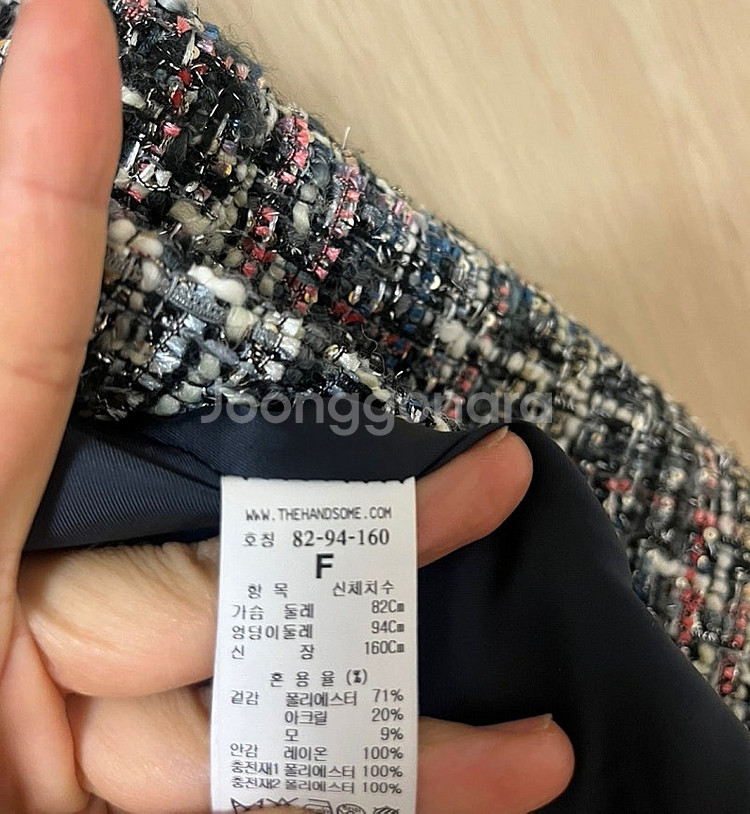 Joonggonara
WWW.THEHANDSOME.COM
호칭 82-94-160
F
항 목 신체치수
가슴 둘레 82Cm
엉덩이둘레 94Cm
신 장 160Cm
혼 용 율 (%)
겉감 폴리에스터 71%
아크릴 20%
모 9%
안감 레이온 100%
충전재1 폴리에스터 100%
충전재2 폴리에스터 100%